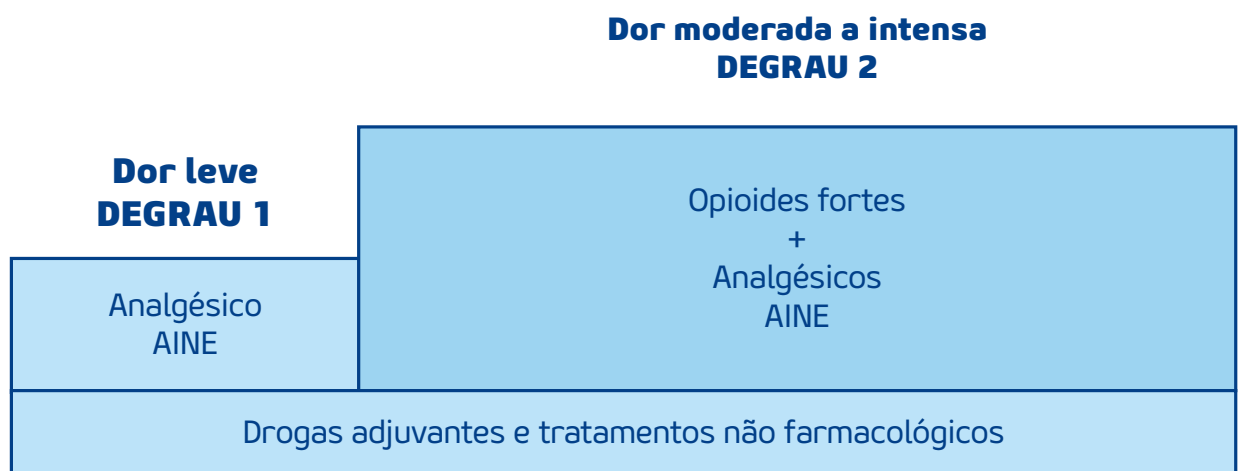 Dor moderada a intensa
DEGRAU 2
Dor leve
DEGRAU 1
Opioides fortes
+
Analgésicos
AINE
Analgésico
AINE
Drogas adjuvantes e tratamentos não farmacológicos